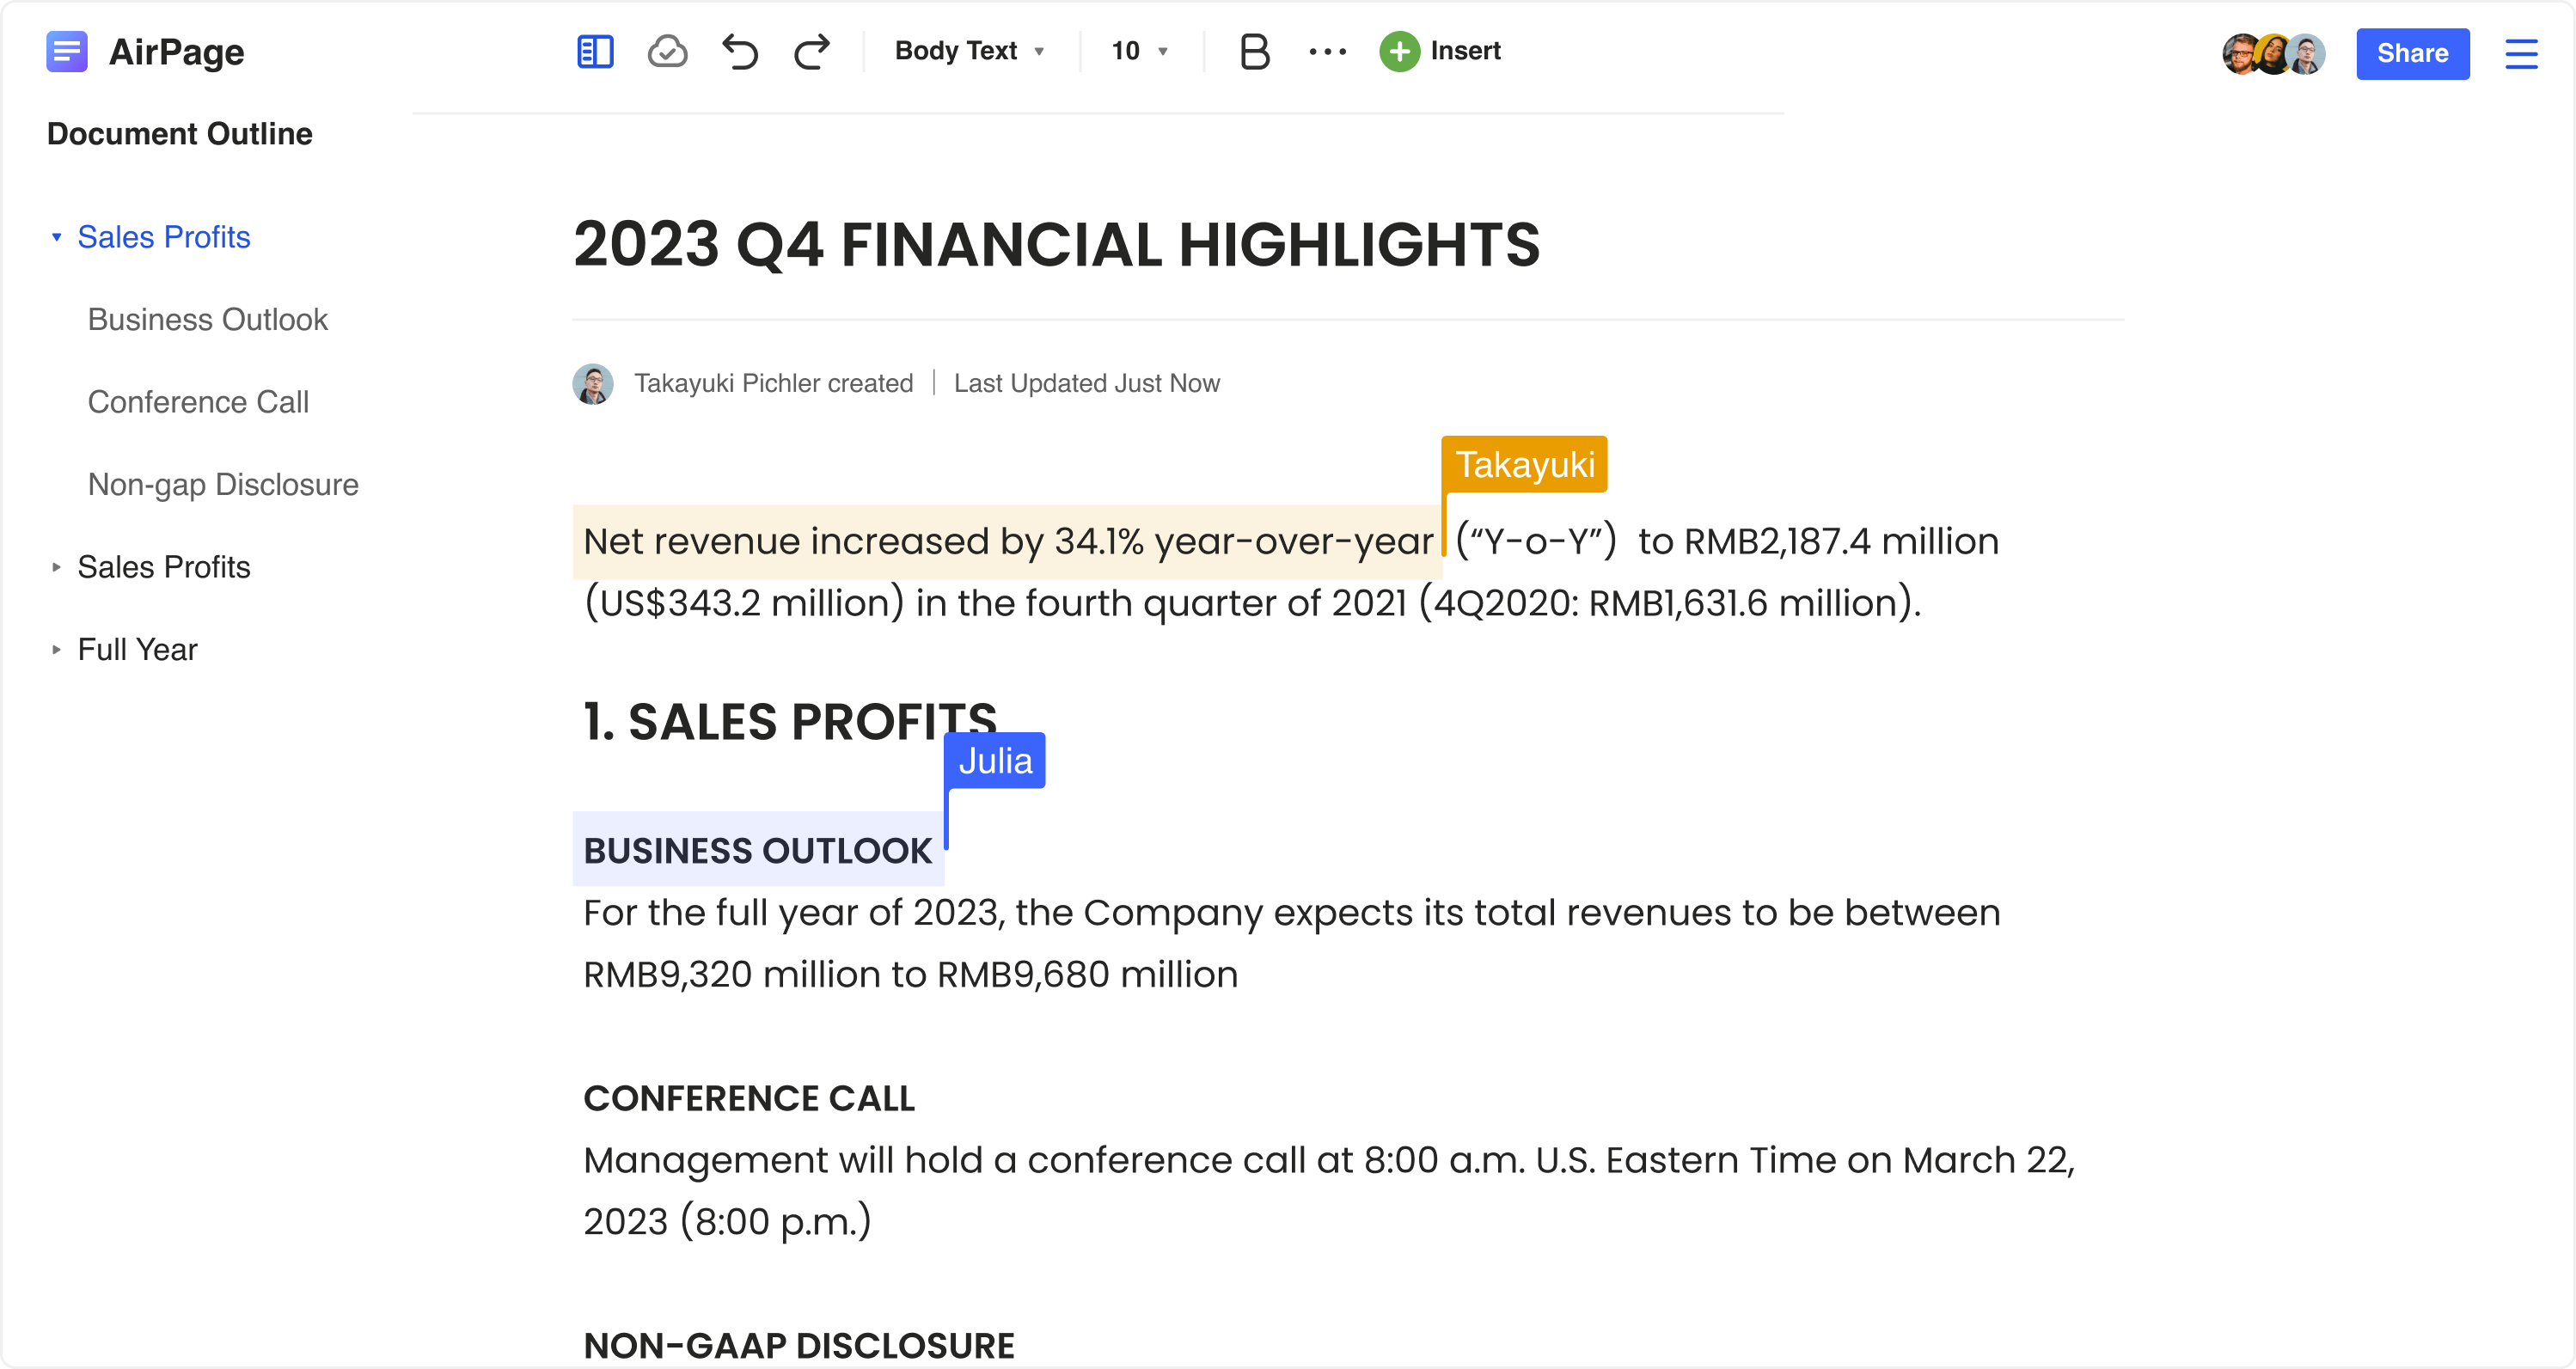 AirPage
Body Text
10
B
Insert
Share
Document Outline
Sales Profits
Business Outlook
Conference Call
Non-gap Disclosure
Sales Profits
Full Year
2023 Q4 FINANCIAL HIGHLIGHTS
Takayuki Pichler created | Last Updated Just Now
Takayuki
Net revenue increased by 34.1% year-over-year (“Y-o-Y”) to RMB2,187.4 million
(US$343.2 million) in the fourth quarter of 2021 (4Q2020: RMB1,631.6 million).
1. SALES PROFITS
Julia
BUSINESS OUTLOOK
For the full year of 2023, the Company expects its total revenues to be between
RMB9,320 million to RMB9,680 million
CONFERENCE CALL
Management will hold a conference call at 8:00 a.m. U.S. Eastern Time on March 22,
2023 (8:00 p.m.)
NON-GAAP DISCLOSURE